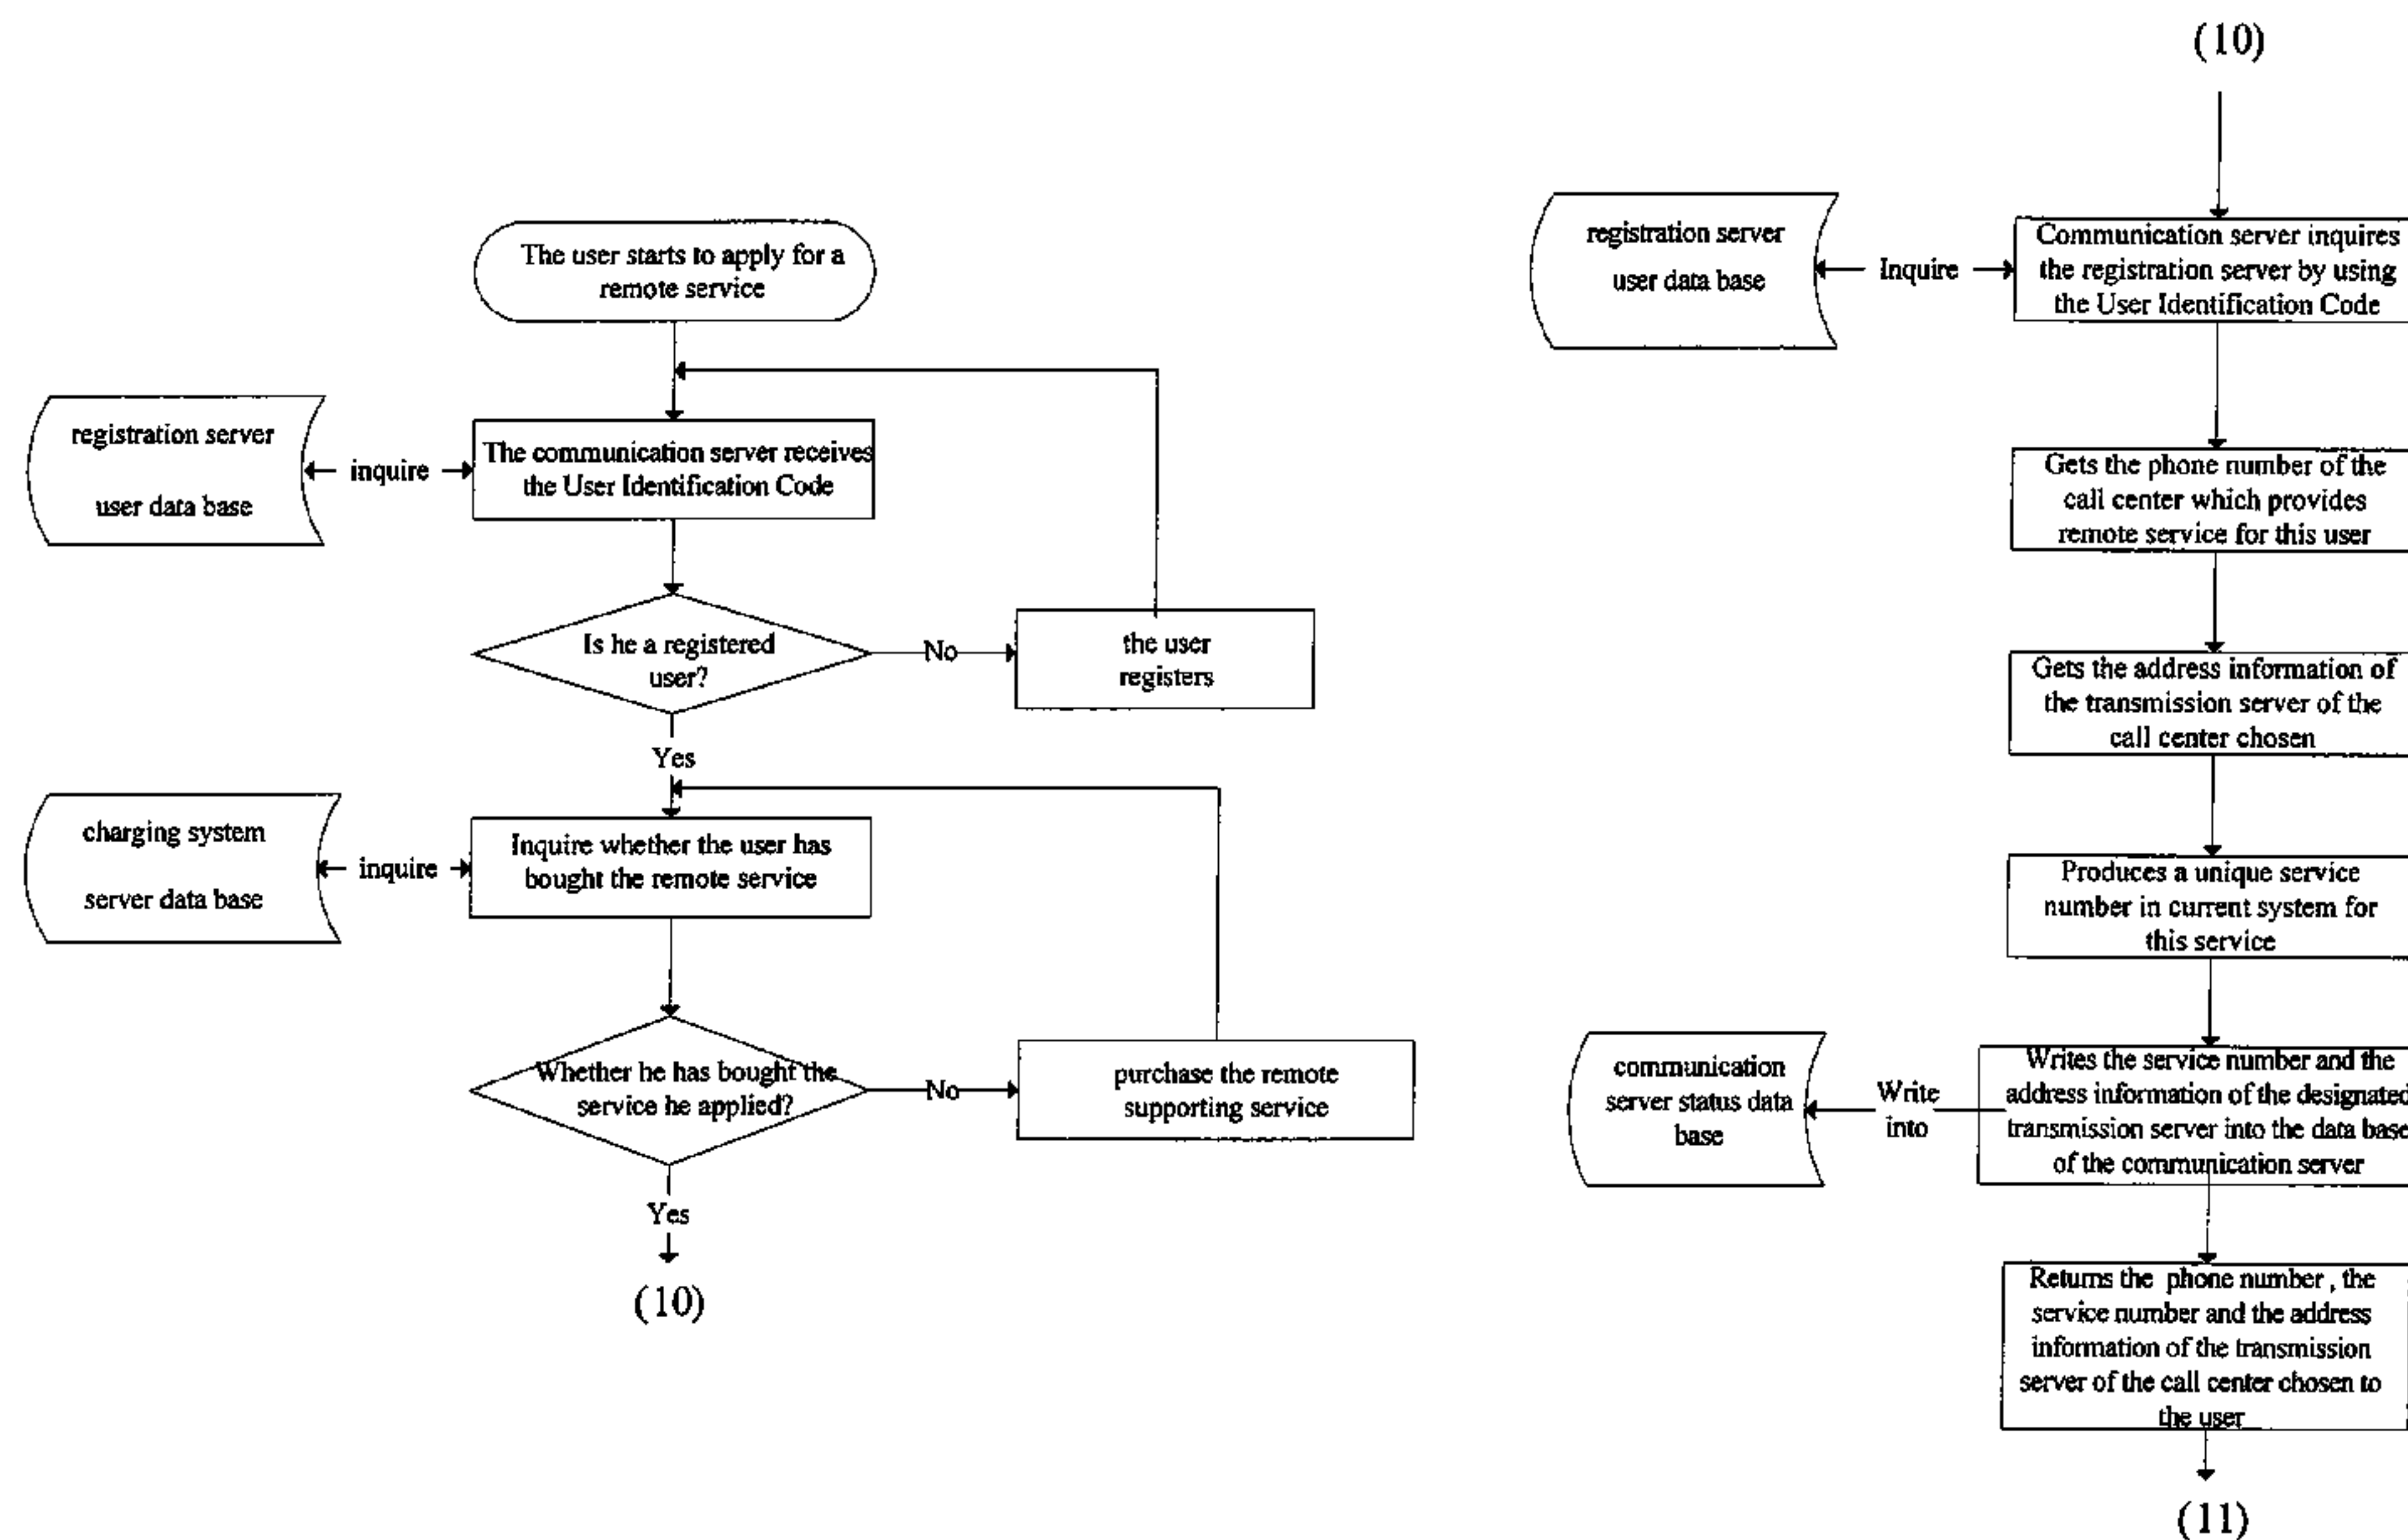 The user starts to apply for a
remote service
registration server
user data base
inquire
The communication server receives
the User Identification Code
Is he a registered
user?
No
the user
registers
Yes
charging system
server data base
inquire
Inquire whether the user has
bought the remote service
Whether he has bought the
service he applied?
No
purchase the remote
supporting service
Yes
(10)
(10)
registration server
user data base
Inquire
Communication server inquires
the registration server by using
the User Identification Code
Gets the phone number of the
call center which provides
remote service for this user
Gets the address information of
the transmission server of the
call center chosen
Produces a unique service
number in current system for
this service
communication
server status data
base
Write
into
Writes the service number and the
address information of the designated
transmission server into the data base
of the communication server
Returns the phone number , the
service number and the address
information of the transmission
server of the call center chosen to
the user
(11)